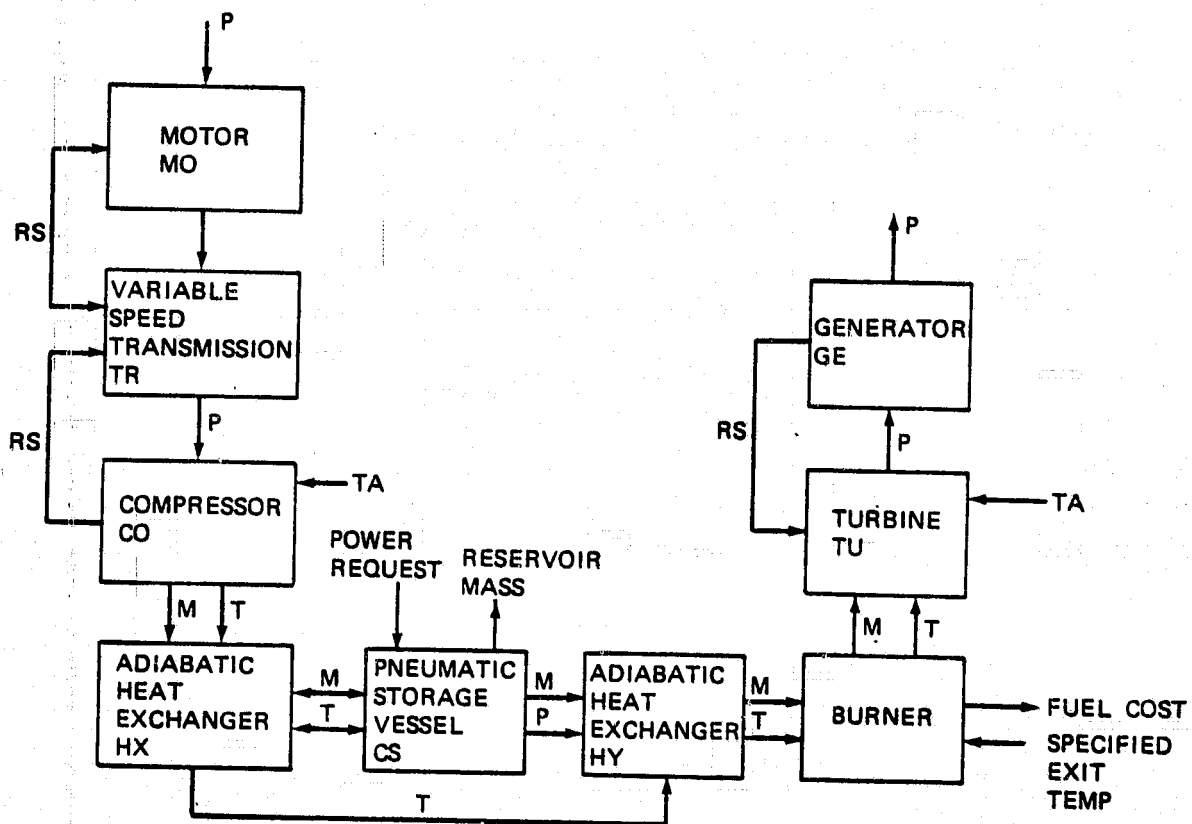 P
MOTOR
MO
RS
VARIABLE
SPEED
TRANSMISSION
TR
RS
P
COMPRESSOR
CO
TA
M
T
POWER
REQUEST
RESERVOIR
MASS
ADIABATIC
HEAT
EXCHANGER
HX
M
T
PNEUMATIC
STORAGE
VESSEL
CS
M
P
ADIABATIC
HEAT
EXCHANGER
HY
T
M
T
BURNER
FUEL COST
SPECIFIED
EXIT
TEMP
M
T
TURBINE
TU
TA
RS
P
GENERATOR
GE
P